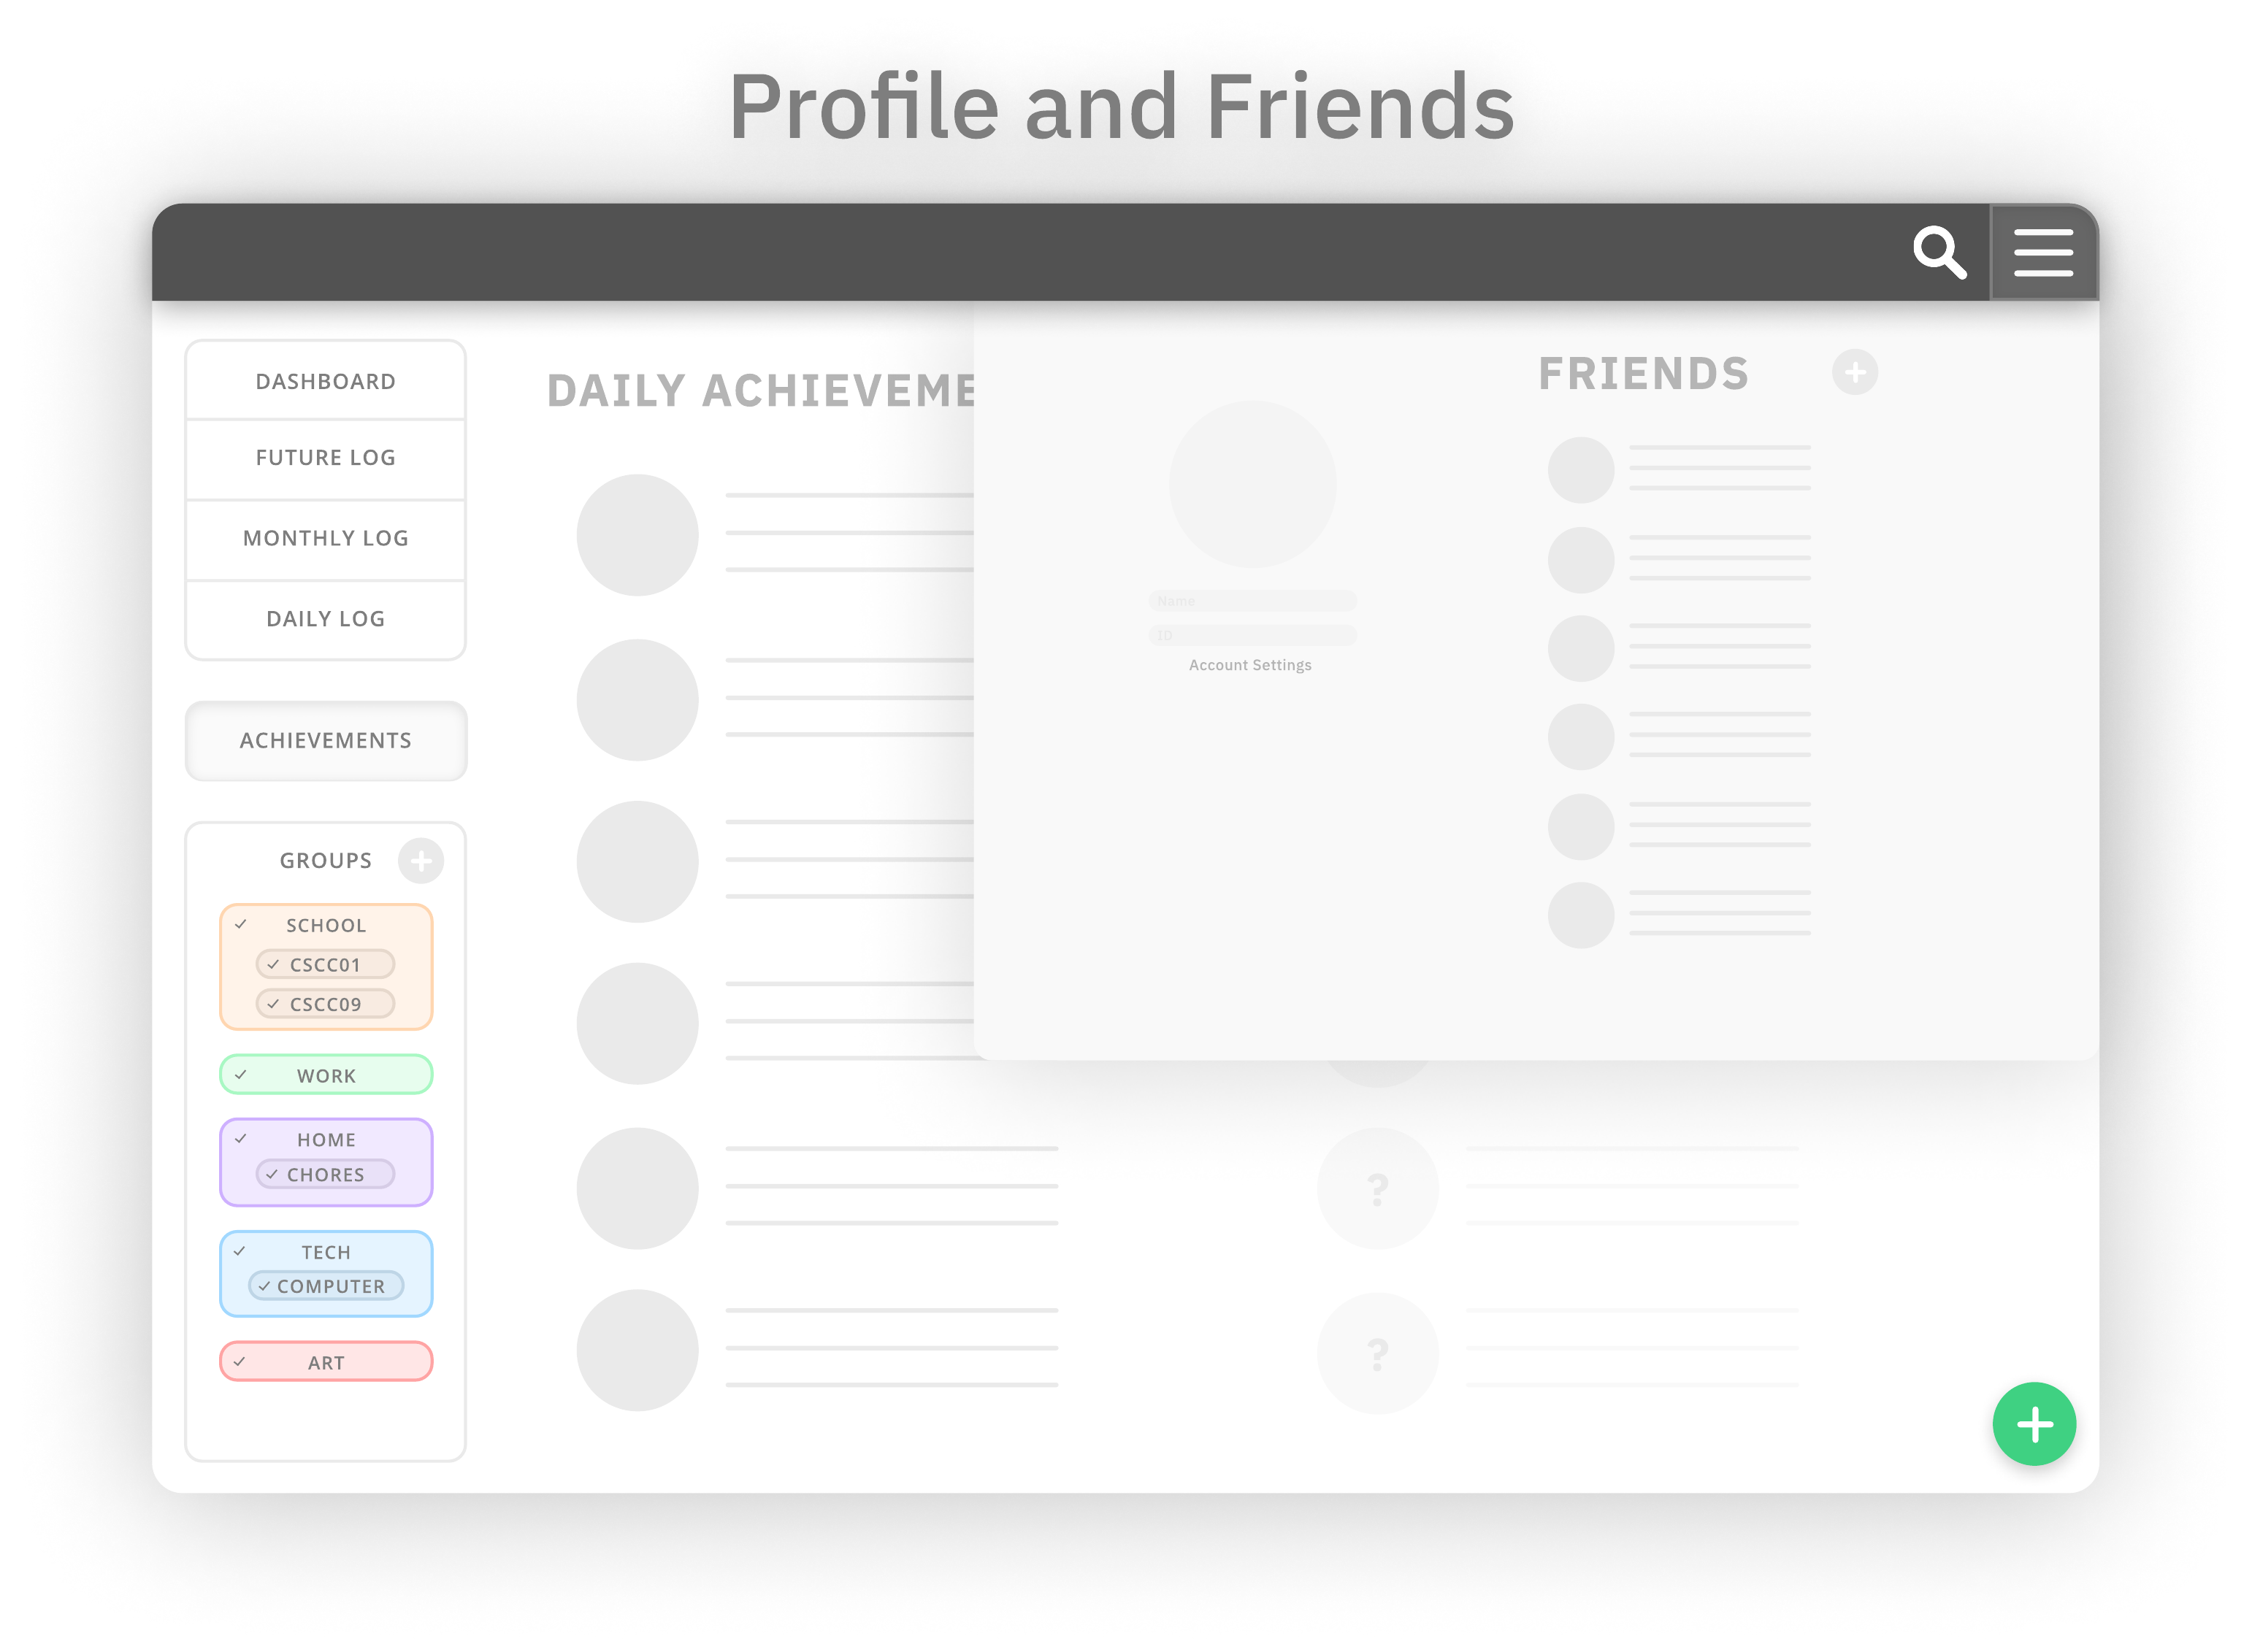 Profile and Friends
DASHBOARD
FUTURE LOG
MONTHLY LOG
DAILY LOG
ACHIEVEMENTS
GROUPS
SCHOOL
CSCC01
CSCC09
WORK
HOME
CHORES
TECH
COMPUTER
ART
DAILY ACHIEVEME
?
?
Name
ID
Account Settings
FRIENDS